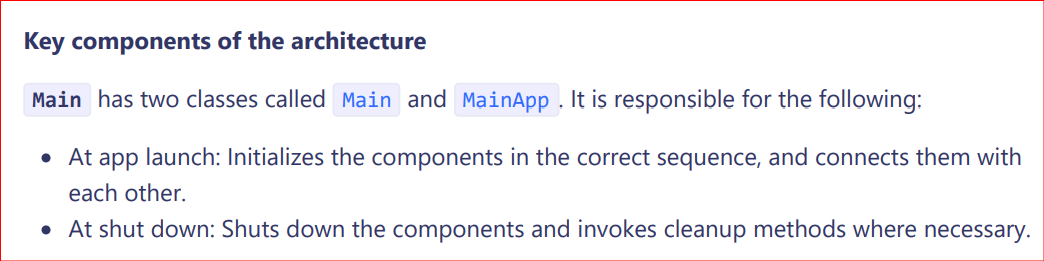 Key components of the architecture
Main has two classes called Main and MainApp. It is responsible for the following:
• At app launch: Initializes the components in the correct sequence, and connects them with
each other.
• At shut down: Shuts down the components and invokes cleanup methods where necessary.